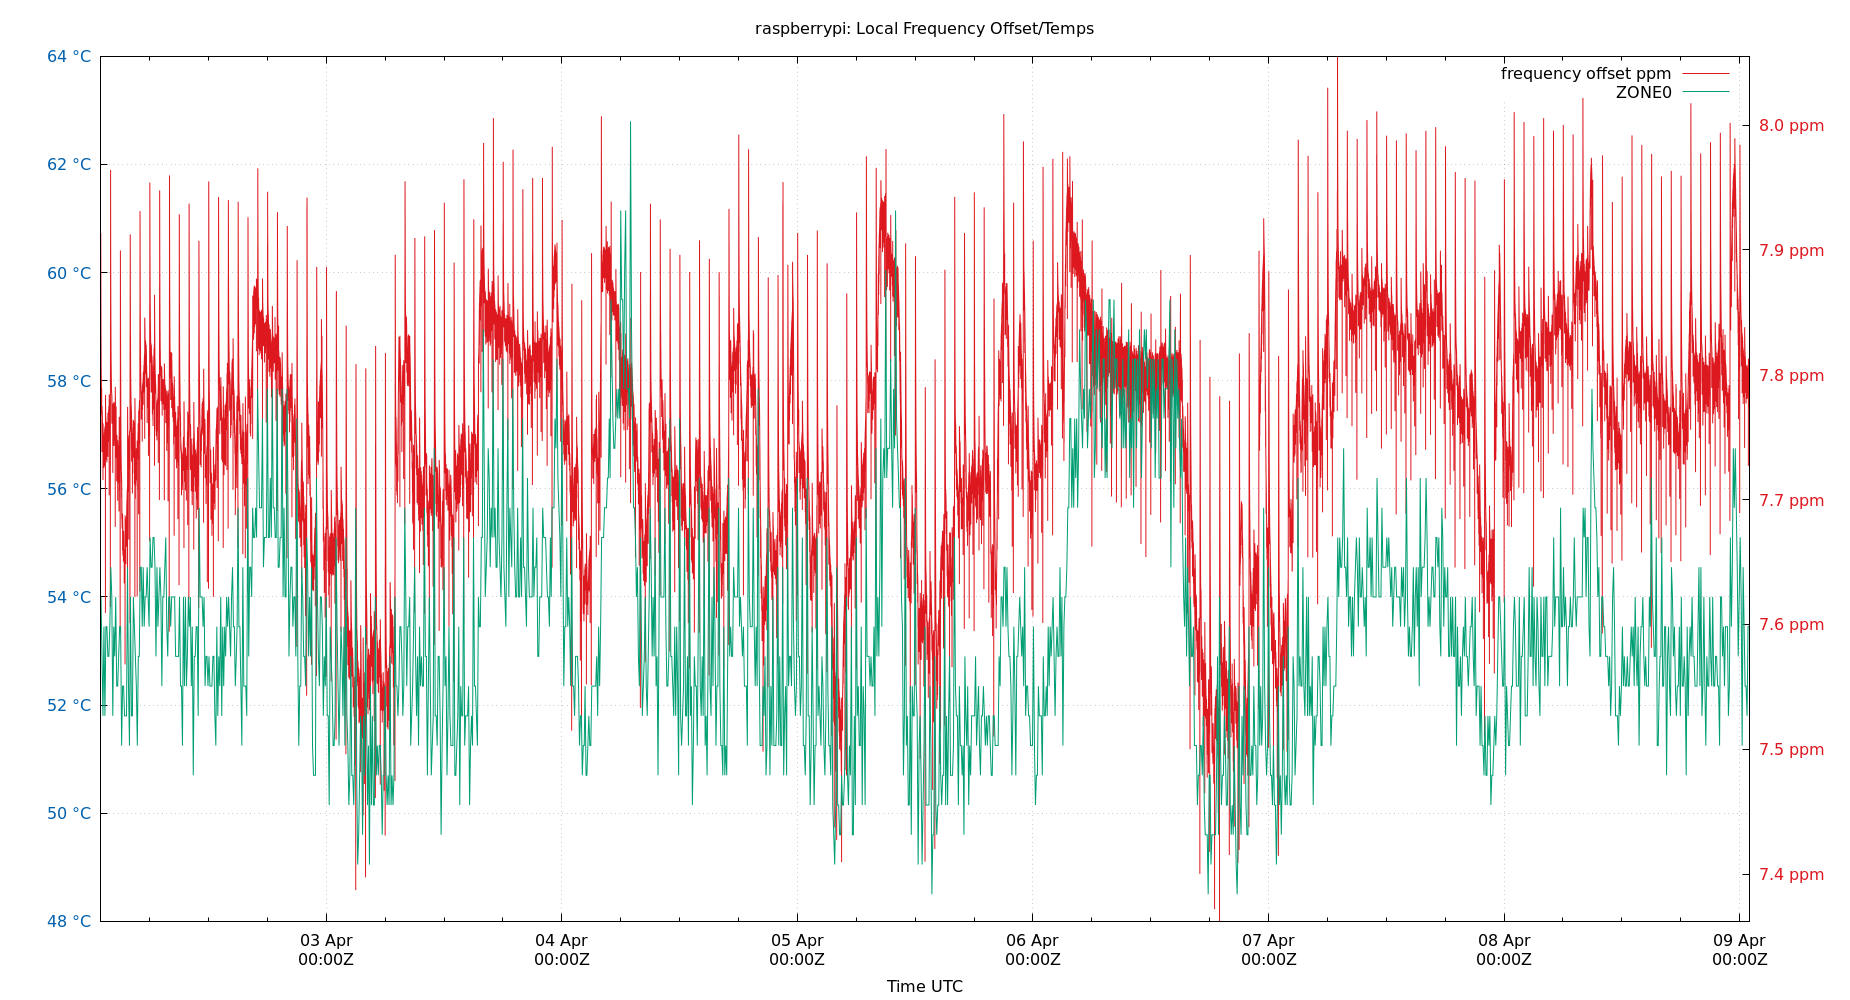 raspberrypi: Local Frequency Offset/Temps
64 °C
62 °C
60 °C
58 °C
56 °C
54 °C
52 °C
50 °C
48 °C
frequency offset ppm
ZONE0
8.0 ppm
7.9 ppm
7.8 ppm
7.7 ppm
7.6 ppm
7.5 ppm
7.4 ppm
03 Apr
00:00Z
04 Apr
00:00Z
05 Apr
00:00Z
06 Apr
00:00Z
07 Apr
00:00Z
08 Apr
00:00Z
09 Apr
00:00Z
Time UTC